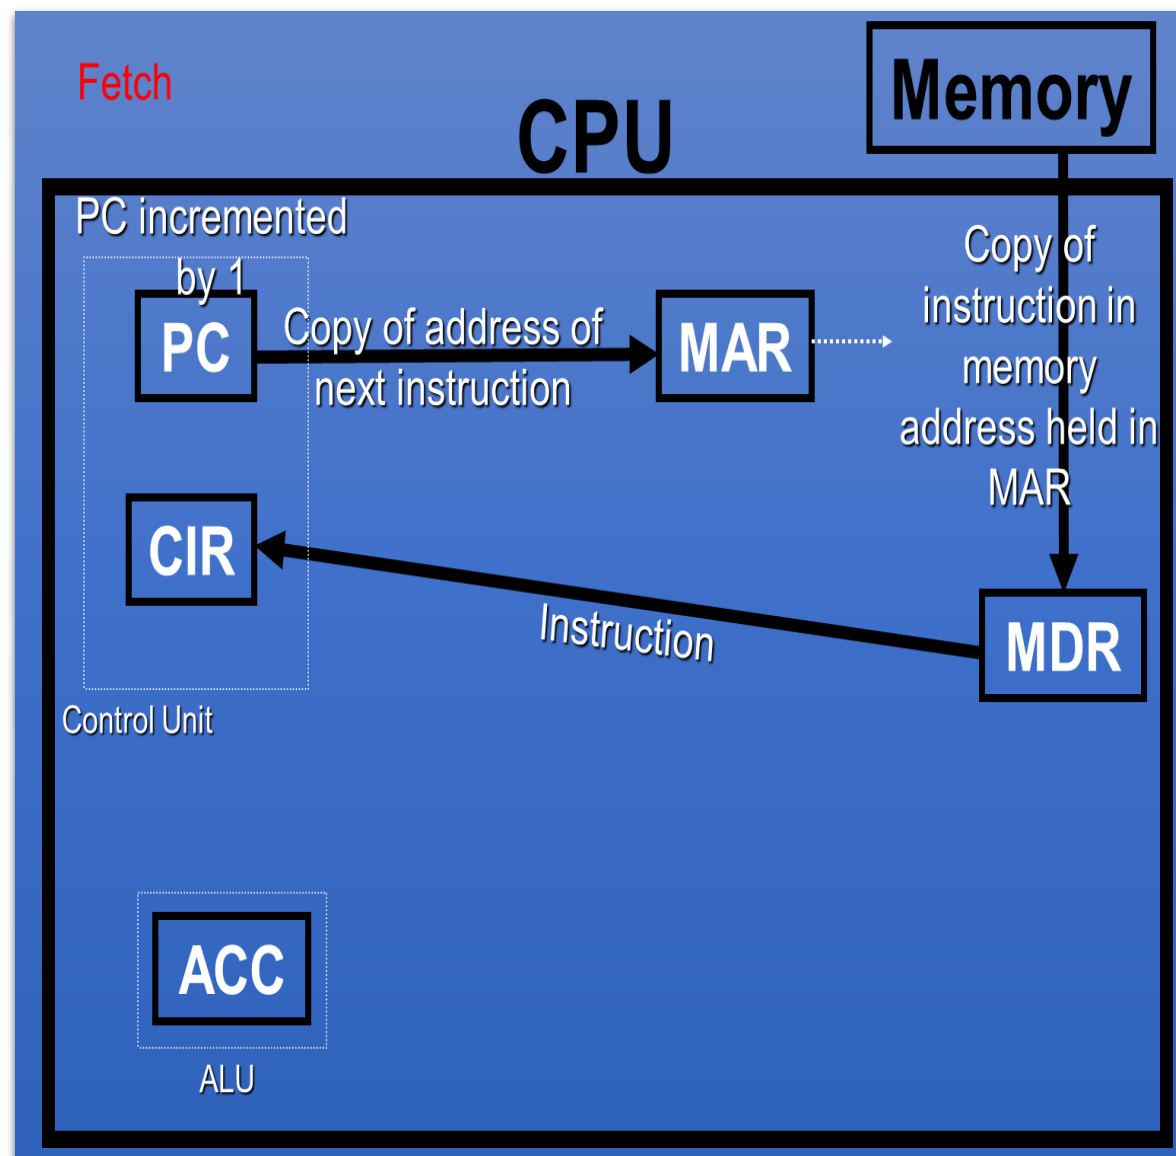 Fetch
Memory
CPU
PC incremented
by 1
PC
Copy of address of
next instruction
MAR
Copy of
instruction in
memory
address held in
MAR
CIR
Instruction
MDR
Control Unit
ACC
ALU